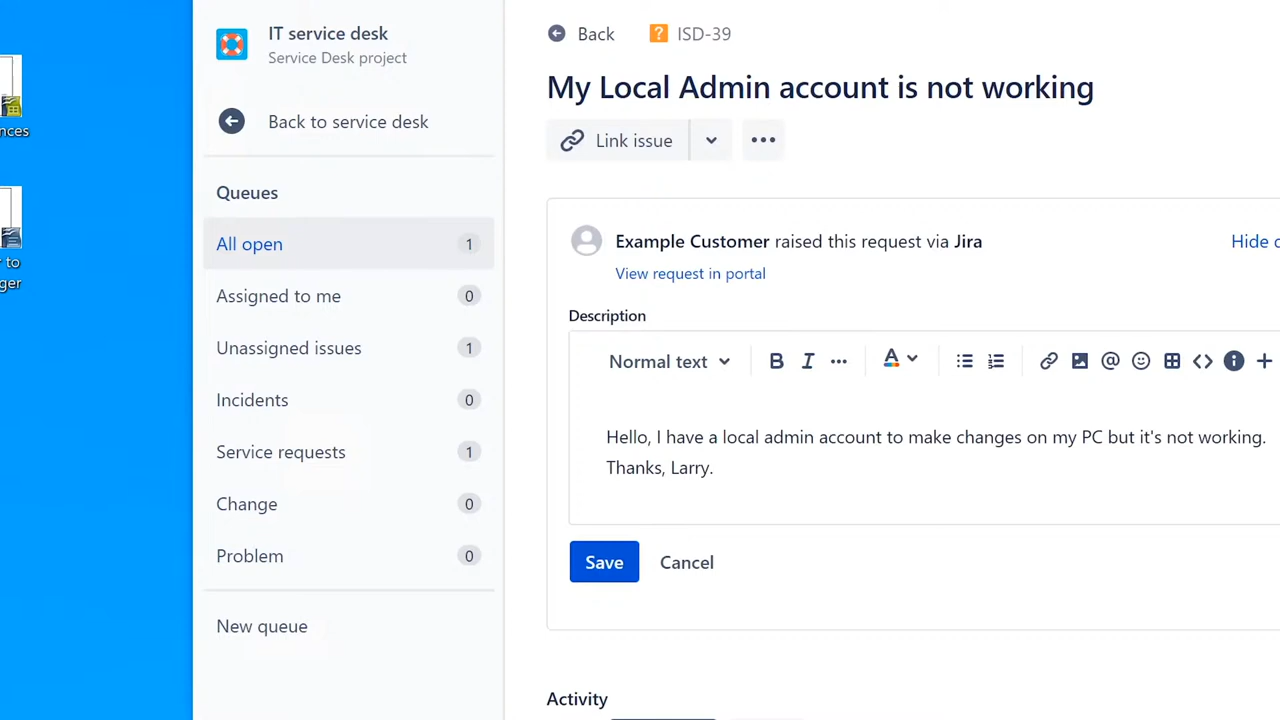 nces
r to
ger
IT service desk
Service Desk project
Back to service desk
Queues
All open 1
Assigned to me 0
Unassigned issues 1
Incidents 0
Service requests 1
Change 0
Problem 0
New queue
Back ISD-39
My Local Admin account is not working
Link issue
Example Customer raised this request via Jira
Hide
View request in portal
Description
Normal text B I A
Hello, I have a local admin account to make changes on my PC but it's not working.
Thanks, Larry.
Save Cancel
Activity